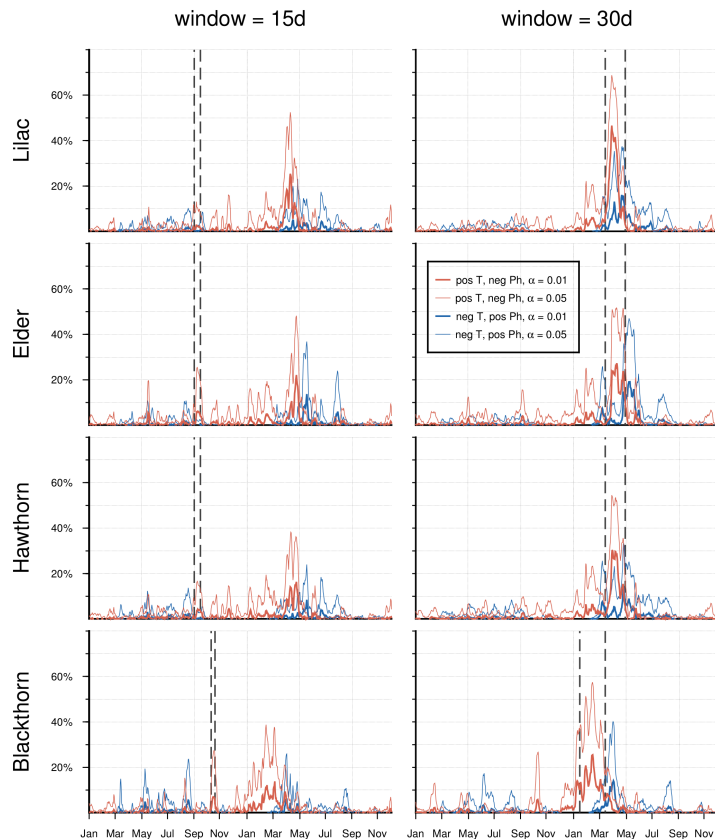 window = 15d
window = 30d
Lilac
60%
40%
20%
Elder
60%
40%
20%
pos T, neg Ph, α = 0.01
pos T, neg Ph, α = 0.05
neg T, pos Ph, α = 0.01
neg T, pos Ph, α = 0.05
Hawthorn
60%
40%
20%
Blackthorn
60%
40%
20%
Jan Mar May Jul Sep Nov Jan Mar May Jul Sep Nov
Jan Mar May Jul Sep Nov Jan Mar May Jul Sep Nov